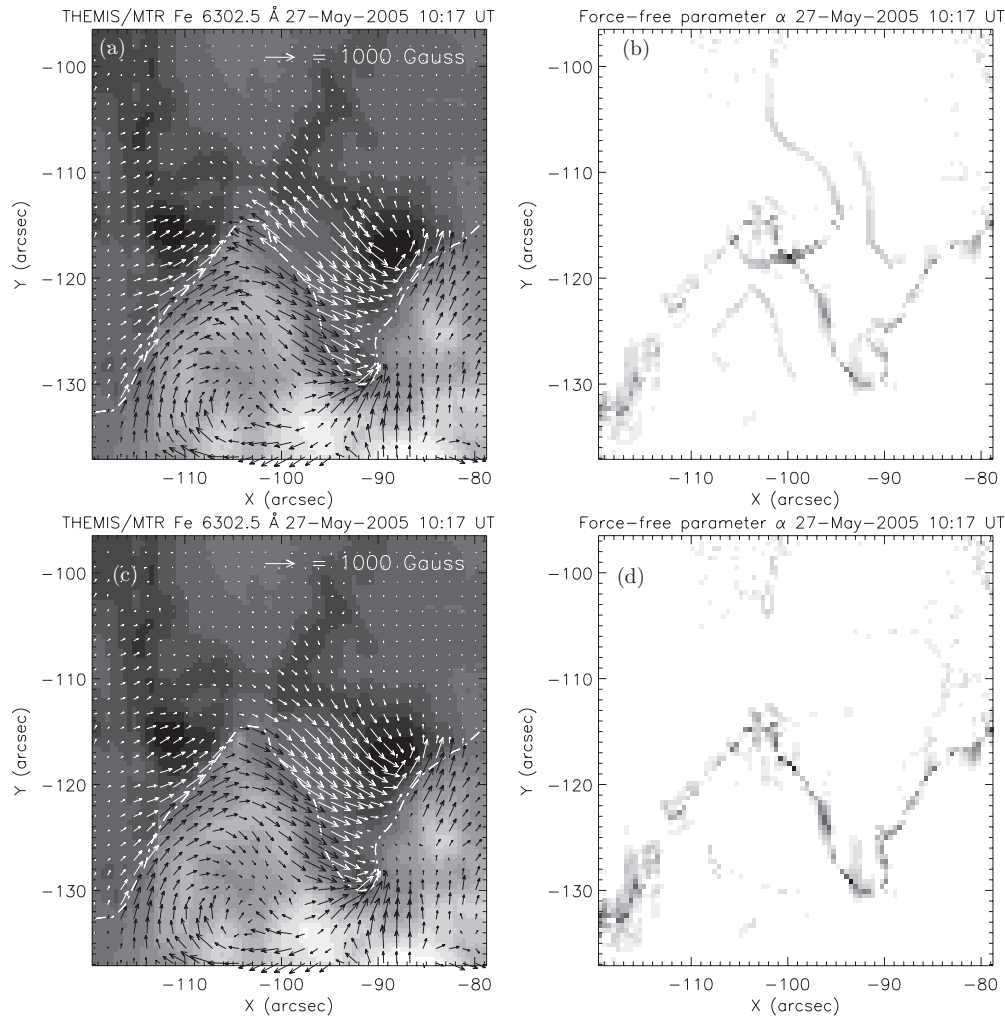 THEMIS/MTR Fe 6302.5 Å 27-May-2005 10:17 UT
(a)
= 1000 Gauss
-100
-110
-120
-130
Y (arcsec)
-110 -100 -90 -80
X (arcsec)
Force-free parameter α 27-May-2005 10:17 UT
(b)
-100
-110
-120
-130
Y (arcsec)
-110 -100 -90 -80
X (arcsec)
THEMIS/MTR Fe 6302.5 Å 27-May-2005 10:17 UT
(c)
= 1000 Gauss
-100
-110
-120
-130
Y (arcsec)
-110 -100 -90 -80
X (arcsec)
Force-free parameter α 27-May-2005 10:17 UT
(d)
-100
-110
-120
-130
Y (arcsec)
-110 -100 -90 -80
X (arcsec)